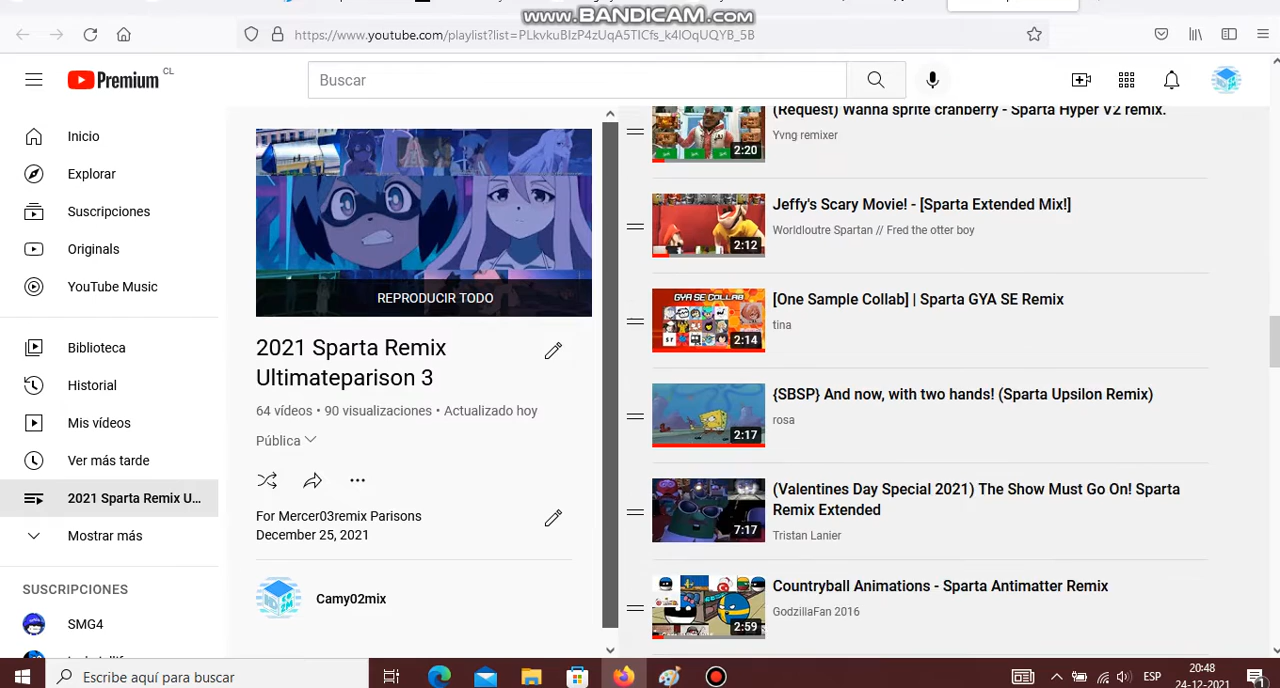 www.BANDICAM.com
https://www.youtube.com/playlist?list=PLkvkuBIzP4zUqA5TICfs_k4lOqUQYB_5B
Premium CL
Buscar
Inicio
Explorar
Suscripciones
Originals
YouTube Music
Biblioteca
Historial
Mis vídeos
Ver más tarde
2021 Sparta Remix U...
Mostrar más
SUSCRIPCIONES
SMG4
REPRODUCIR TODO
2021 Sparta Remix
Ultimateparison 3
64 vídeos • 90 visualizaciones • Actualizado hoy
Pública
For Mercer03remix Parisons
December 25, 2021
Camy02mix
(Request) Wanna sprite cranberry - Sparta Hyper V2 remix.
Yvng remixer
2:20
Jeffy's Scary Movie! - [Sparta Extended Mix!]
Worldloutre Spartan // Fred the otter boy
2:12
[One Sample Collab] | Sparta GYA SE Remix
tina
GYA SE COLLAB
2:14
{SBSP} And now, with two hands! (Sparta Upsilon Remix)
rosa
2:17
(Valentines Day Special 2021) The Show Must Go On! Sparta
Remix Extended
Tristan Lanier
7:17
Countryball Animations - Sparta Antimatter Remix
GodzillaFan 2016
2:59
Escribe aquí para buscar
ESP
20:48
24-12-2021
1